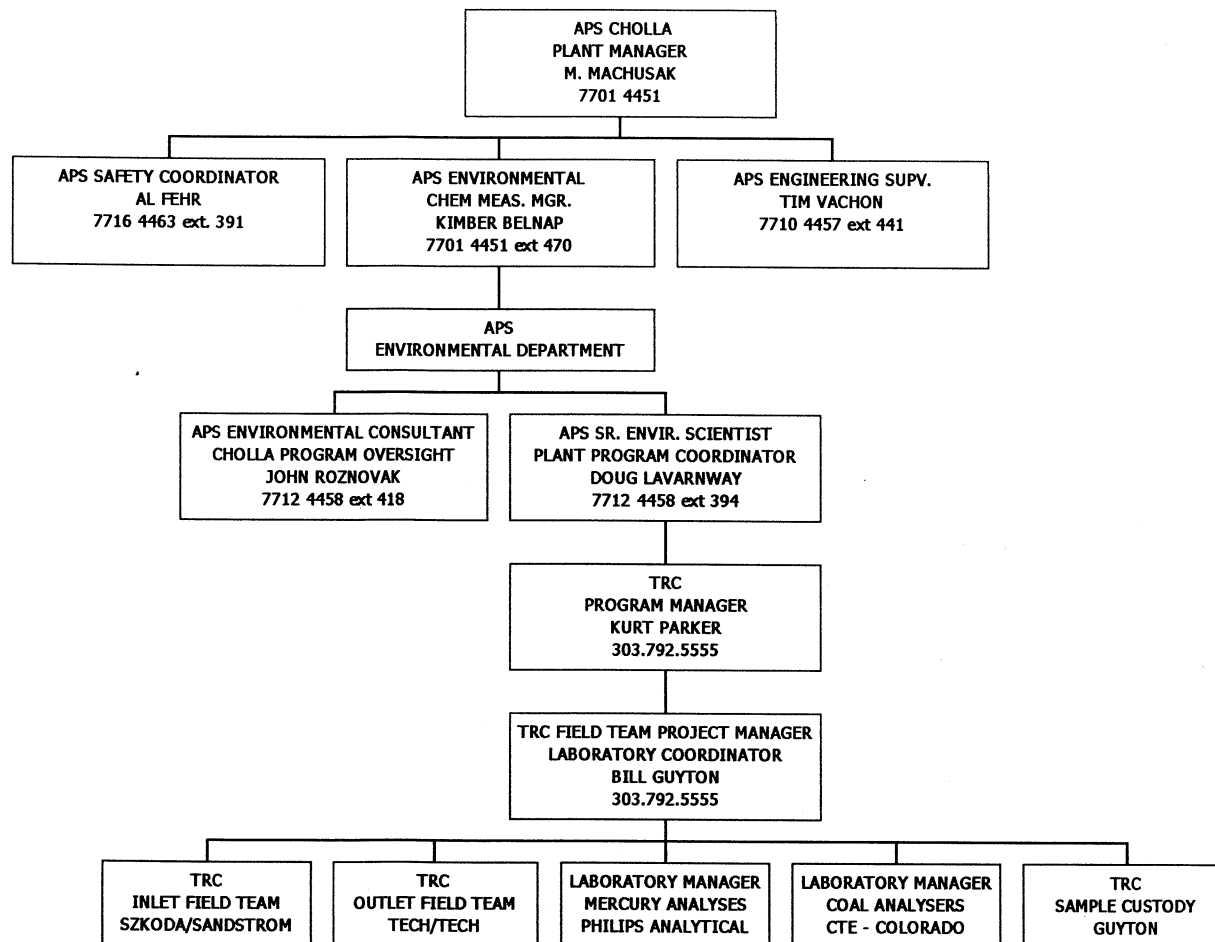 APS CHOLLA
PLANT MANAGER
M. MACHUSAK
7701 4451
APS SAFETY COORDINATOR
AL FEHR
7716 4463 ext. 391
APS ENVIRONMENTAL
CHEM MEAS. MGR.
KIMBER BELNAP
7701 4451 ext 470
APS ENGINEERING SUPV.
TIM VACHON
7710 4457 ext 441
APS
ENVIRONMENTAL DEPARTMENT
APS ENVIRONMENTAL CONSULTANT
CHOLLA PROGRAM OVERSIGHT
JOHN ROZNOVAK
7712 4458 ext 418
APS SR. ENVIR. SCIENTIST
PLANT PROGRAM COORDINATOR
DOUG LAVARNWAY
7712 4458 ext 394
TRC
PROGRAM MANAGER
KURT PARKER
303.792.5555
TRC FIELD TEAM PROJECT MANAGER
LABORATORY COORDINATOR
BILL GUYTON
303.792.5555
TRC
INLET FIELD TEAM
SZKODA/SANDSTROM
TRC
OUTLET FIELD TEAM
TECH/TECH
LABORATORY MANAGER
MERCURY ANALYSES
PHILIPS ANALYTICAL
LABORATORY MANAGER
COAL ANALYSERS
CTE - COLORADO
TRC
SAMPLE CUSTODY
GUYTON